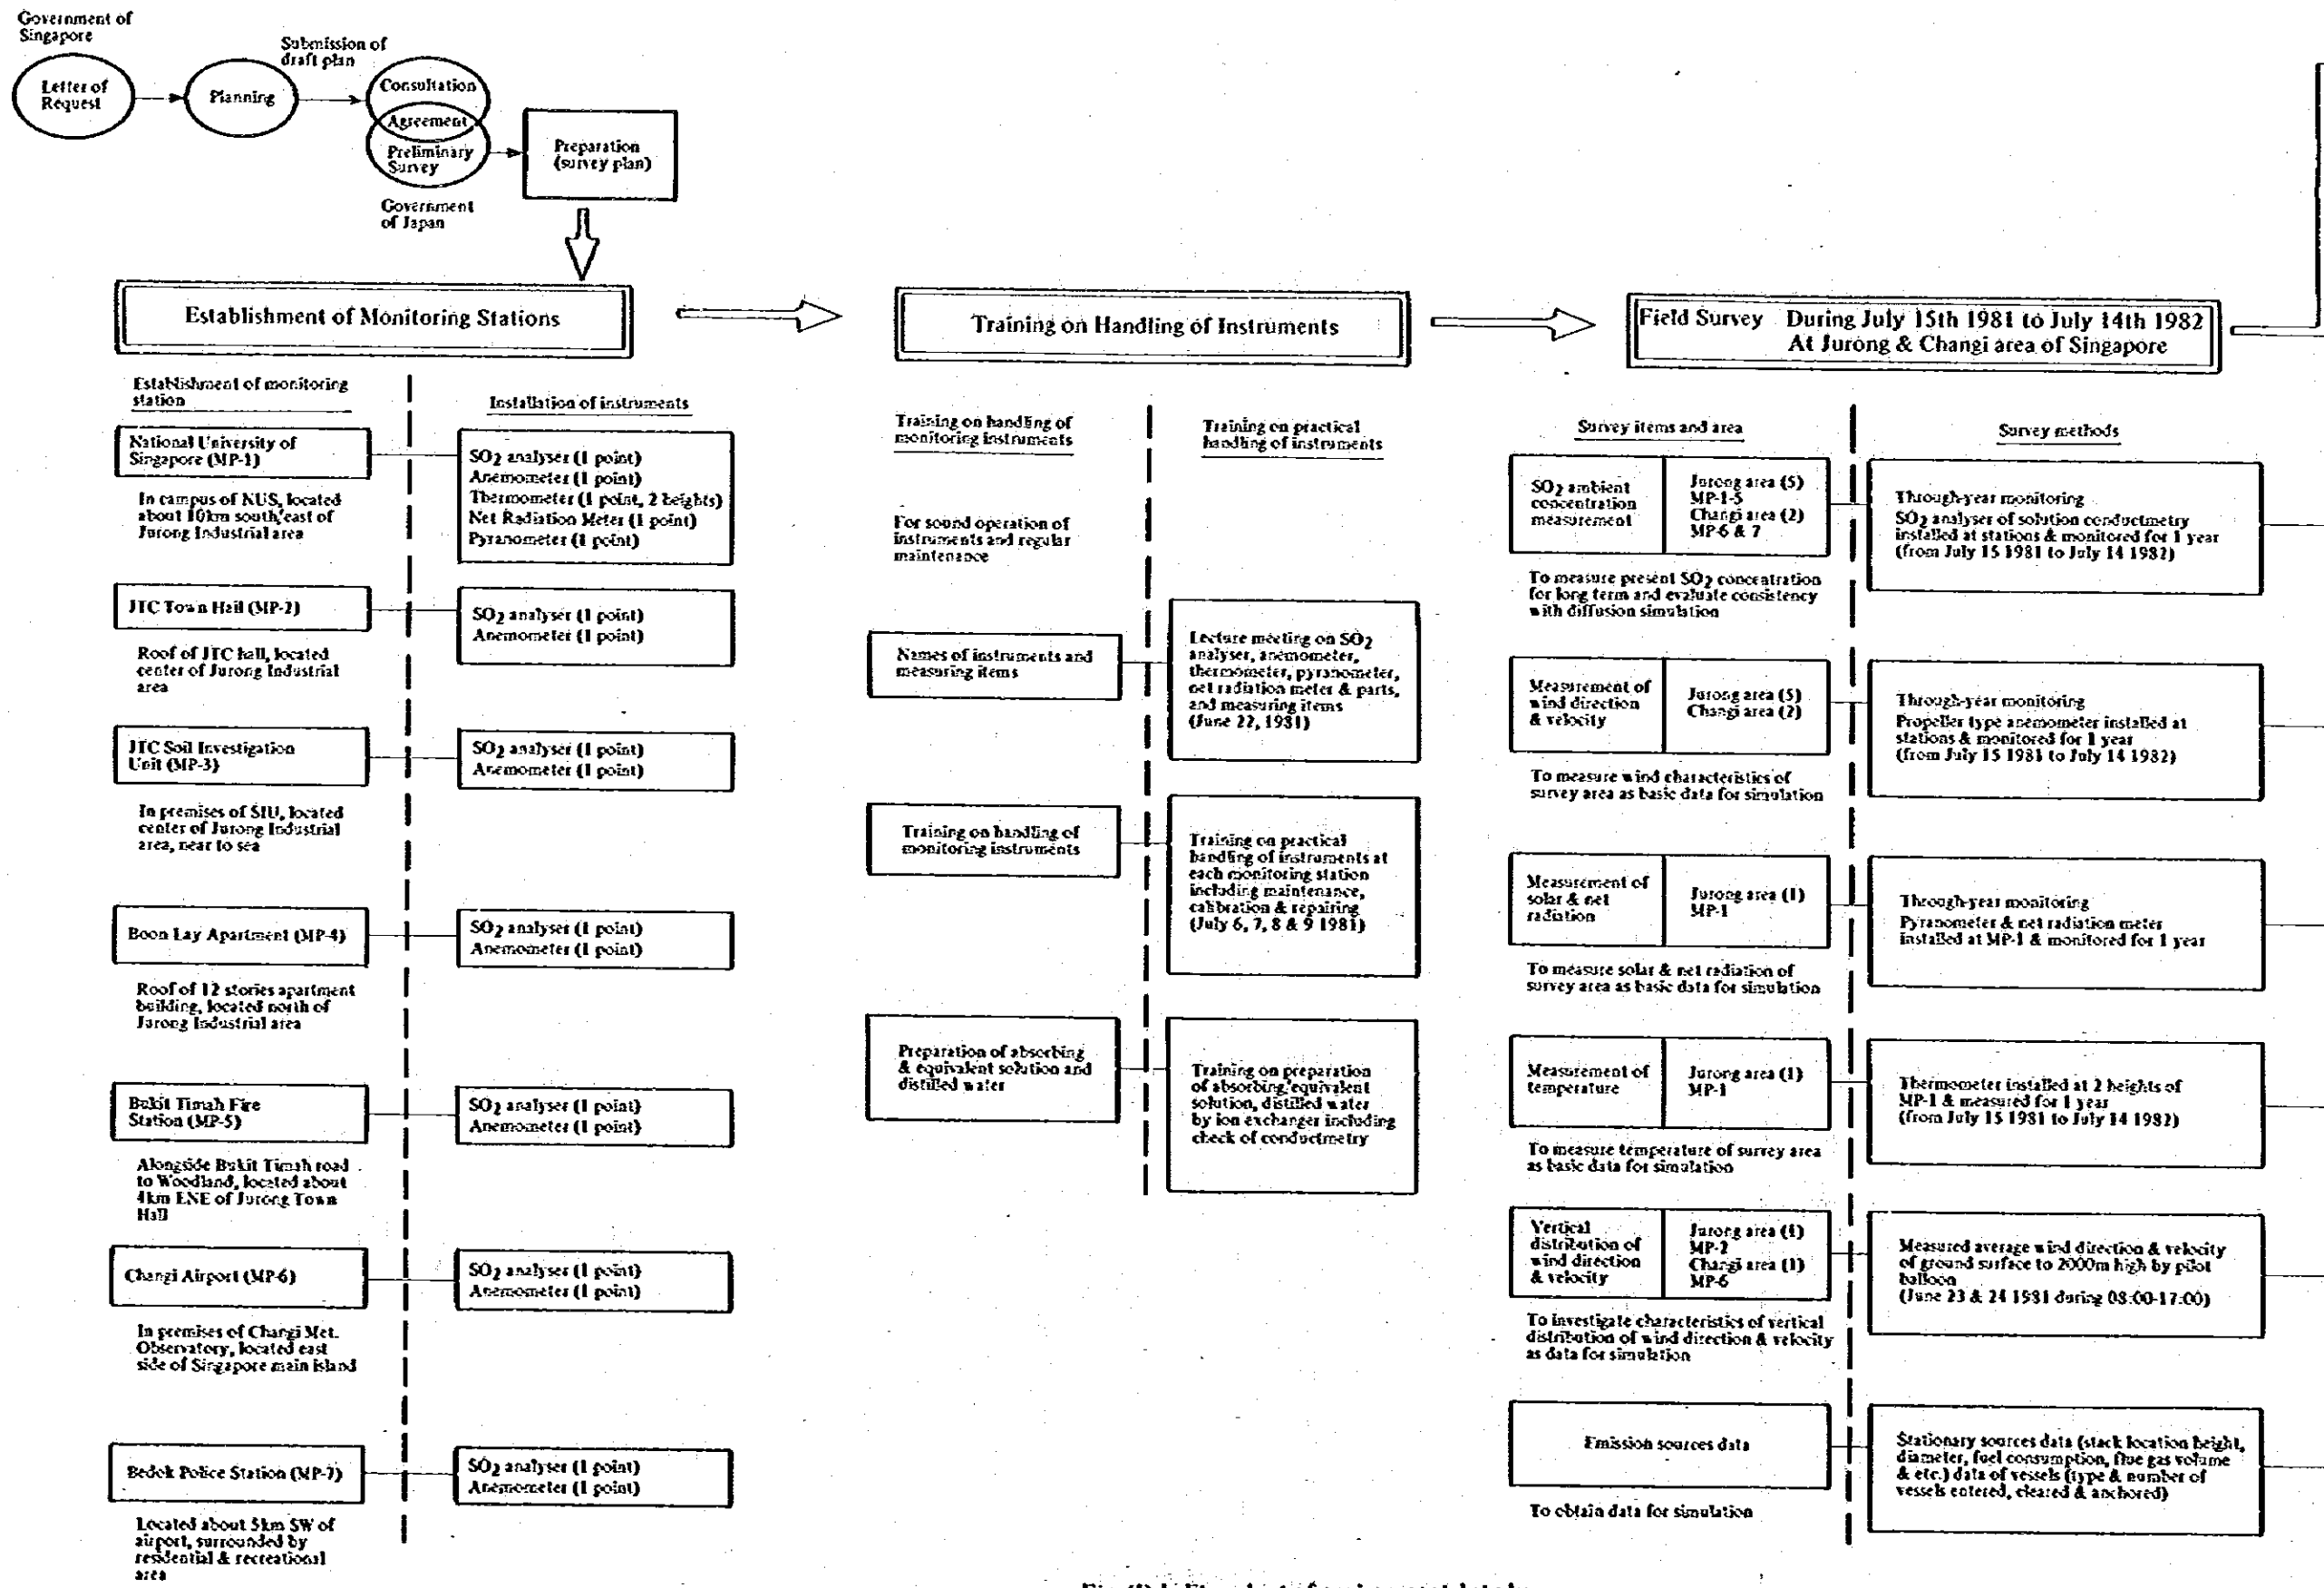 Government of
Singapore
Letter of
Request
Planning
Submission of
draft plan
Consultation
Agreement
Preliminary
Survey
Government
of Japan
Preparation
(survey plan)
Establishment of Monitoring Stations
Establishment of monitoring
station
Installation of instruments
National University of
Singapore (MP-1)
In campus of NUS, located
about 10km south/east of
Jurong Industrial area
SO2 analyser (1 point)
Anemometer (1 point)
Thermometer (1 point, 2 heights)
Net Radiation Meter (1 point)
Pyranometer (1 point)
JTC Town Hall (MP-2)
Roof of JTC hall, located
center of Jurong Industrial
area
SO2 analyser (1 point)
Anemometer (1 point)
JTC Soil Investigation
Unit (MP-3)
In premises of SIU, located
center of Jurong Industrial
area, near to sea
SO2 analyser (1 point)
Anemometer (1 point)
Boon Lay Apartment (MP-4)
Roof of 12 stories apartment
building, located north of
Jurong Industrial area
SO2 analyser (1 point)
Anemometer (1 point)
Bukit Timah Fire
Station (MP-5)
Alongside Bukit Timah road
to Woodland, located about
4km ENE of Jurong Town
Hall
SO2 analyser (1 point)
Anemometer (1 point)
Changi Airport (MP-6)
In premises of Changi Met.
Observatory, located east
side of Singapore main island
SO2 analyser (1 point)
Anemometer (1 point)
Bedok Police Station (MP-7)
Located about 5km SW of
airport, surrounded by
residential & recreational
area
SO2 analyser (1 point)
Anemometer (1 point)
Training on Handling of Instruments
Training on handling of
monitoring instruments
Training on practical
handling of instruments
For sound operation of
instruments and regular
maintenance
Names of instruments and
measuring items
Lecture meeting on SO2
analyser, anemometer,
thermometer, pyranometer,
net radiation meter & parts,
and measuring items
(June 22, 1981)
Training on handling of
monitoring instruments
Training on practical
handling of instruments at
each monitoring station
including maintenance,
calibration & repairing
(July 6, 7, 8 & 9 1981)
Preparation of absorbing
& equivalent solution and
distilled water
Training on preparation
of absorbing/equivalent
solution, distilled water
by ion exchanger including
check of conductmetry
Field Survey During July 15th 1981 to July 14th 1982
At Jurong & Changi area of Singapore
Survey items and area
Survey methods
SO2 ambient
concentration
measurement
Jurong area (5)
MP-1-5
Changi area (2)
MP-6 & 7
To measure present SO2 concentration
for long term and evaluate consistency
with diffusion simulation
Through-year monitoring
SO2 analyser of solution conductmetry
installed at stations & monitored for 1 year
(from July 15 1981 to July 14 1982)
Measurement of
wind direction
& velocity
Jurong area (5)
Changi area (2)
To measure wind characteristics of
survey area as basic data for simulation
Through-year monitoring
Propeller type anemometer installed at
stations & monitored for 1 year
(from July 15 1981 to July 14 1982)
Measurement of
solar & net
radiation
Jurong area (1)
MP-1
To measure solar & net radiation of
survey area as basic data for simulation
Through-year monitoring
Pyranometer & net radiation meter
installed at MP-1 & monitored for 1 year
Measurement of
temperature
Jurong area (1)
MP-1
To measure temperature of survey area
as basic data for simulation
Thermometer installed at 2 heights of
MP-1 & measured for 1 year
(from July 15 1981 to July 14 1982)
Vertical
distribution of
wind direction
& velocity
Jurong area (1)
MP-2
Changi area (1)
MP-6
To investigate characteristics of vertical
distribution of wind direction & velocity
as data for simulation
Measured average wind direction & velocity
of ground surface to 2000m high by pilot
balloon
(June 23 & 24 1981 during 08:00-17:00)
Emission sources data
To obtain data for simulation
Stationary sources data (stack location height,
diameter, fuel consumption, flue gas volume
& etc.) data of vessels (type & number of
vessels entered, cleared & anchored)